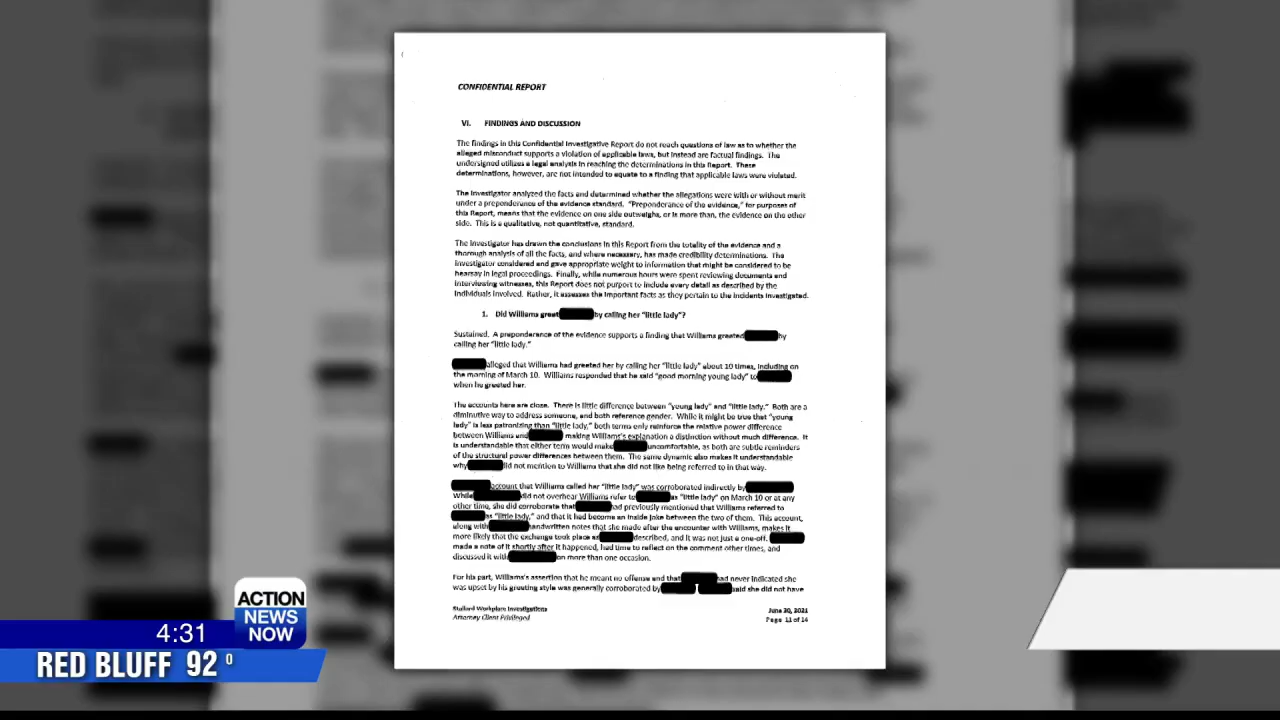 CONFIDENTIAL REPORT
VI. FINDINGS AND DISCUSSION
The findings in this Confidential Investigative Report do not reach questions of law as to whether the
alleged misconduct supports a violation of applicable laws, but instead are factual findings. The
undersigned utilizes a legal analysis in reaching the determinations in this Report. These
determinations, however, are not intended to equate to a finding that applicable laws were violated.
The investigator analyzed the facts and determined whether the allegations were with or without merit
under a preponderance of the evidence standard. "Preponderance of the evidence," for purposes of
this Report, means that the evidence on one side outweighs, or is more than, the evidence on the other
side. This is a qualitative, not quantitative, standard.
The investigator has drawn the conclusions in this Report from the totality of the evidence and a
thorough analysis of all the facts, and where necessary, has made credibility determinations. The
investigator considered and gave appropriate weight to information that might be considered to be
hearsay in legal proceedings. Finally, while numerous hours were spent reviewing documents and
interviewing witnesses, this Report does not purport to include every detail as described by the
individuals involved. Rather, it assesses the important facts as they pertain to the incidents investigated.
1. Did Williams greet by calling her "little lady"?
Sustained. A preponderance of the evidence supports a finding that Williams greeted by
calling her "little lady."
alleged that Williams had greeted her by calling her "little lady" about 10 times, including on
the morning of March 10. Williams responded that he said "good morning young lady" to
when he greeted her.
The accounts here are close. There is little difference between "young lady" and "little lady." Both are a
diminutive way to address someone, and both reference gender. While it might be true that "young
lady" is less patronizing than "little lady," both terms only reinforce the relative power difference
between Williams and making Williams's explanation a distinction without much difference. It
is understandable that either term would make uncomfortable, as both are subtle reminders
of the structural power differences between them. The same dynamic also makes it understandable
why did not mention to Williams that she did not like being referred to in that way.
account that Williams called her "little lady" was corroborated indirectly by
While did not overhear Williams refer to as "little lady" on March 10 or at any
other time, she did corroborate that had previously mentioned that Williams referred to
as "little lady," and that it had become an inside joke between the two of them. This account,
along with handwritten notes that she made after the encounter with Williams, makes it
more likely that the exchange took place as described, and it was not just a one-off.
made a note of it shortly after it happened, had time to reflect on the comment other times, and
discussed it with on more than one occasion.
For his part, Williams's assertion that he meant no offense and that had never indicated she
was upset by his greeting style was generally corroborated by said she did not have
Stallard Workplace Investigations
Attorney Client Privileged
June 30, 2021
Page 11 of 14
ACTION
NEWS
NOW
4:31
RED BLUFF 92°